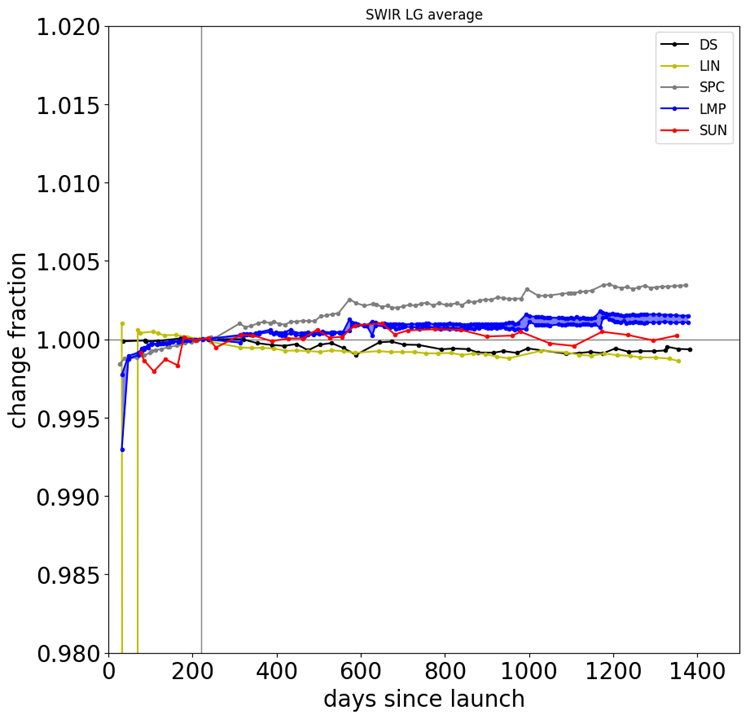 SWIR LG average
change fraction
1.020
1.015
1.010
1.005
1.000
0.995
0.990
0.985
0.980
DS
LIN
SPC
LMP
SUN
0 200 400 600 800 1000 1200 1400
days since launch